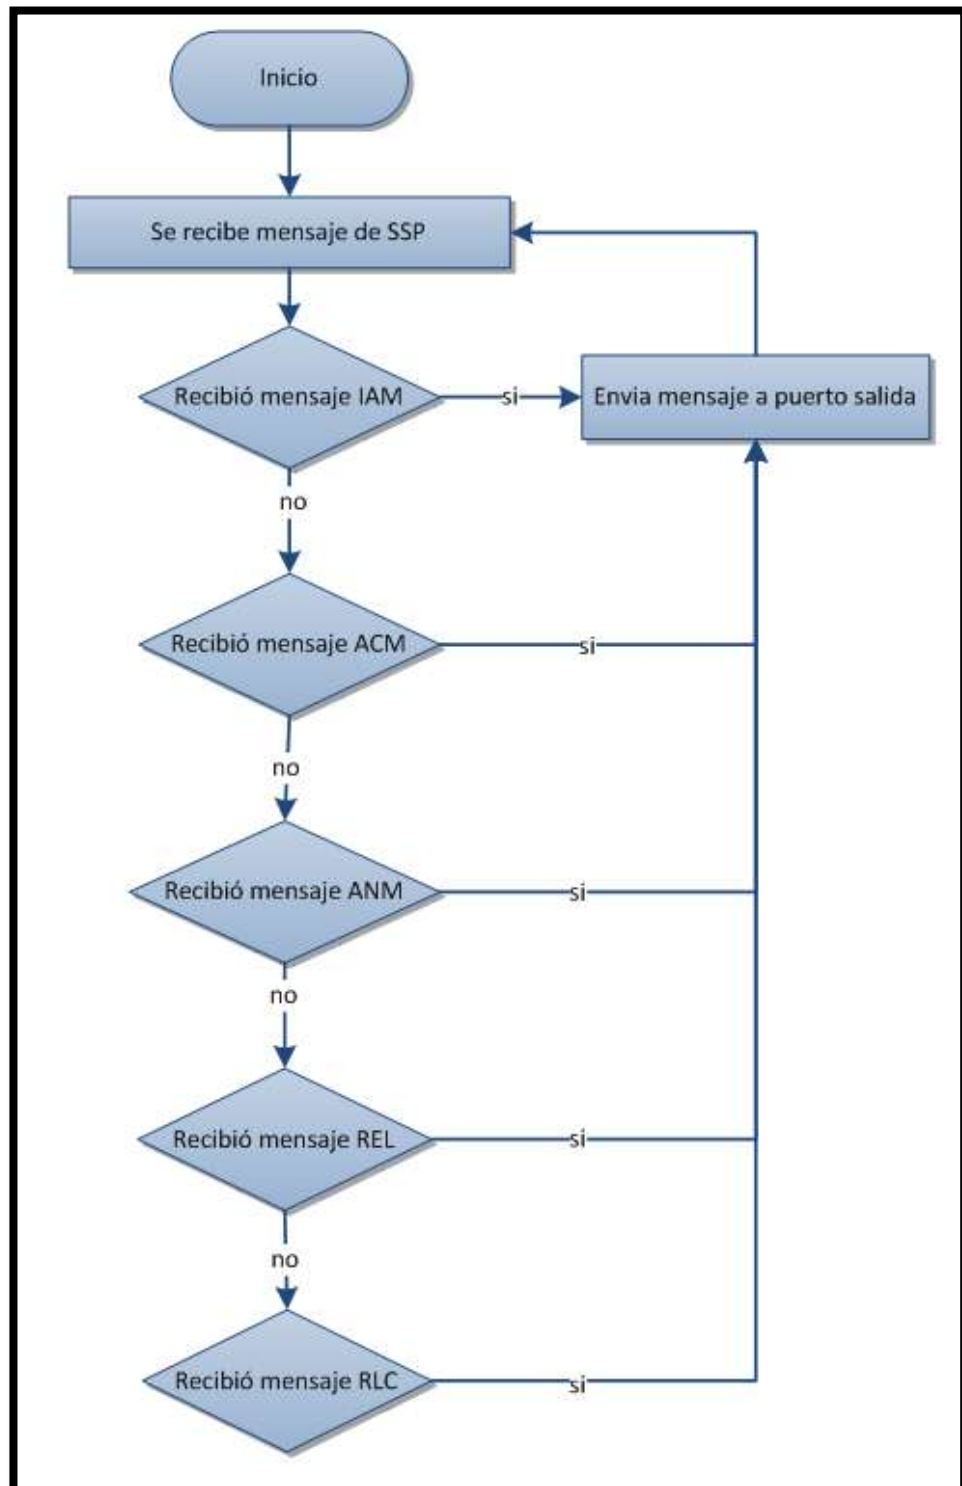 Inicio
Se recibe mensaje de SSP
Recibió mensaje IAM
si
Envia mensaje a puerto salida
no
Recibió mensaje ACM
si
no
Recibió mensaje ANM
si
no
Recibió mensaje REL
si
no
Recibió mensaje RLC
si